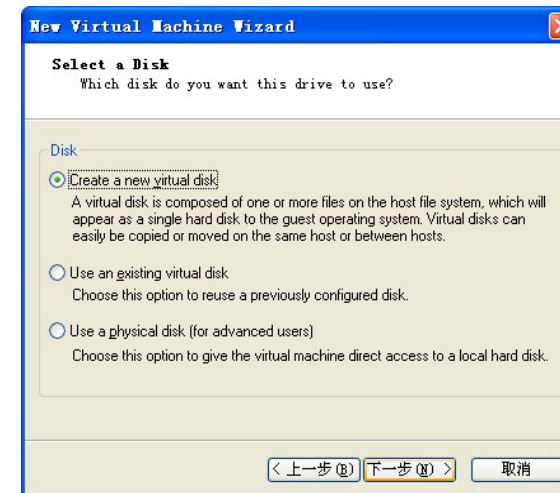 New Virtual Machine Wizard
Select a Disk
Which disk do you want this drive to use?
Disk
Create a new virtual disk
A virtual disk is composed of one or more files on the host file system, which will
appear as a single hard disk to the guest operating system. Virtual disks can
easily be copied or moved on the same host or between hosts.
Use an existing virtual disk
Choose this option to reuse a previously configured disk.
Use a physical disk (for advanced users)
Choose this option to give the virtual machine direct access to a local hard disk.
< 上一步(B) 下一步(N) > 取消